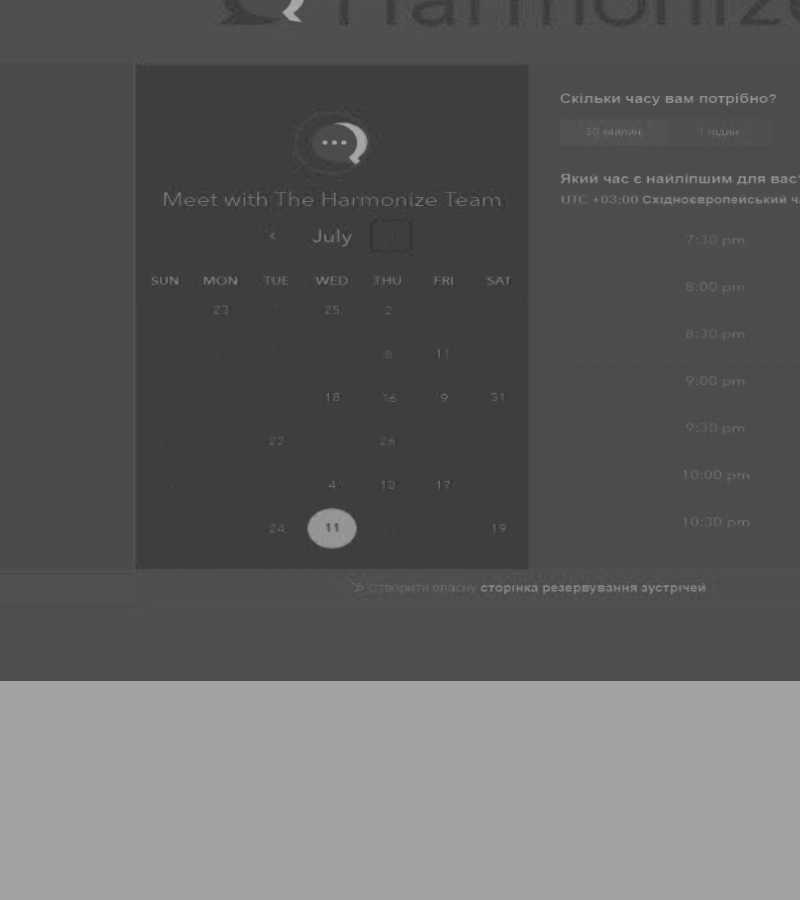 Harmonize
Meet with The Harmonize Team
July
SUN MON TUE WED THU FRI SAT
23 25 2
8 11
18 16 9 31
22 26
4 18 17
24 11 19
Скільки часу вам потрібно?
30 хвилин 1 годин
Який час є найліпшим для вас?
UTC +03:00 Східноєвропейський
7:30 pm
8:00 pm
8:30 pm
9:00 pm
9:30 pm
10:00 pm
10:30 pm
Створити власну сторінка резервування зустрічей